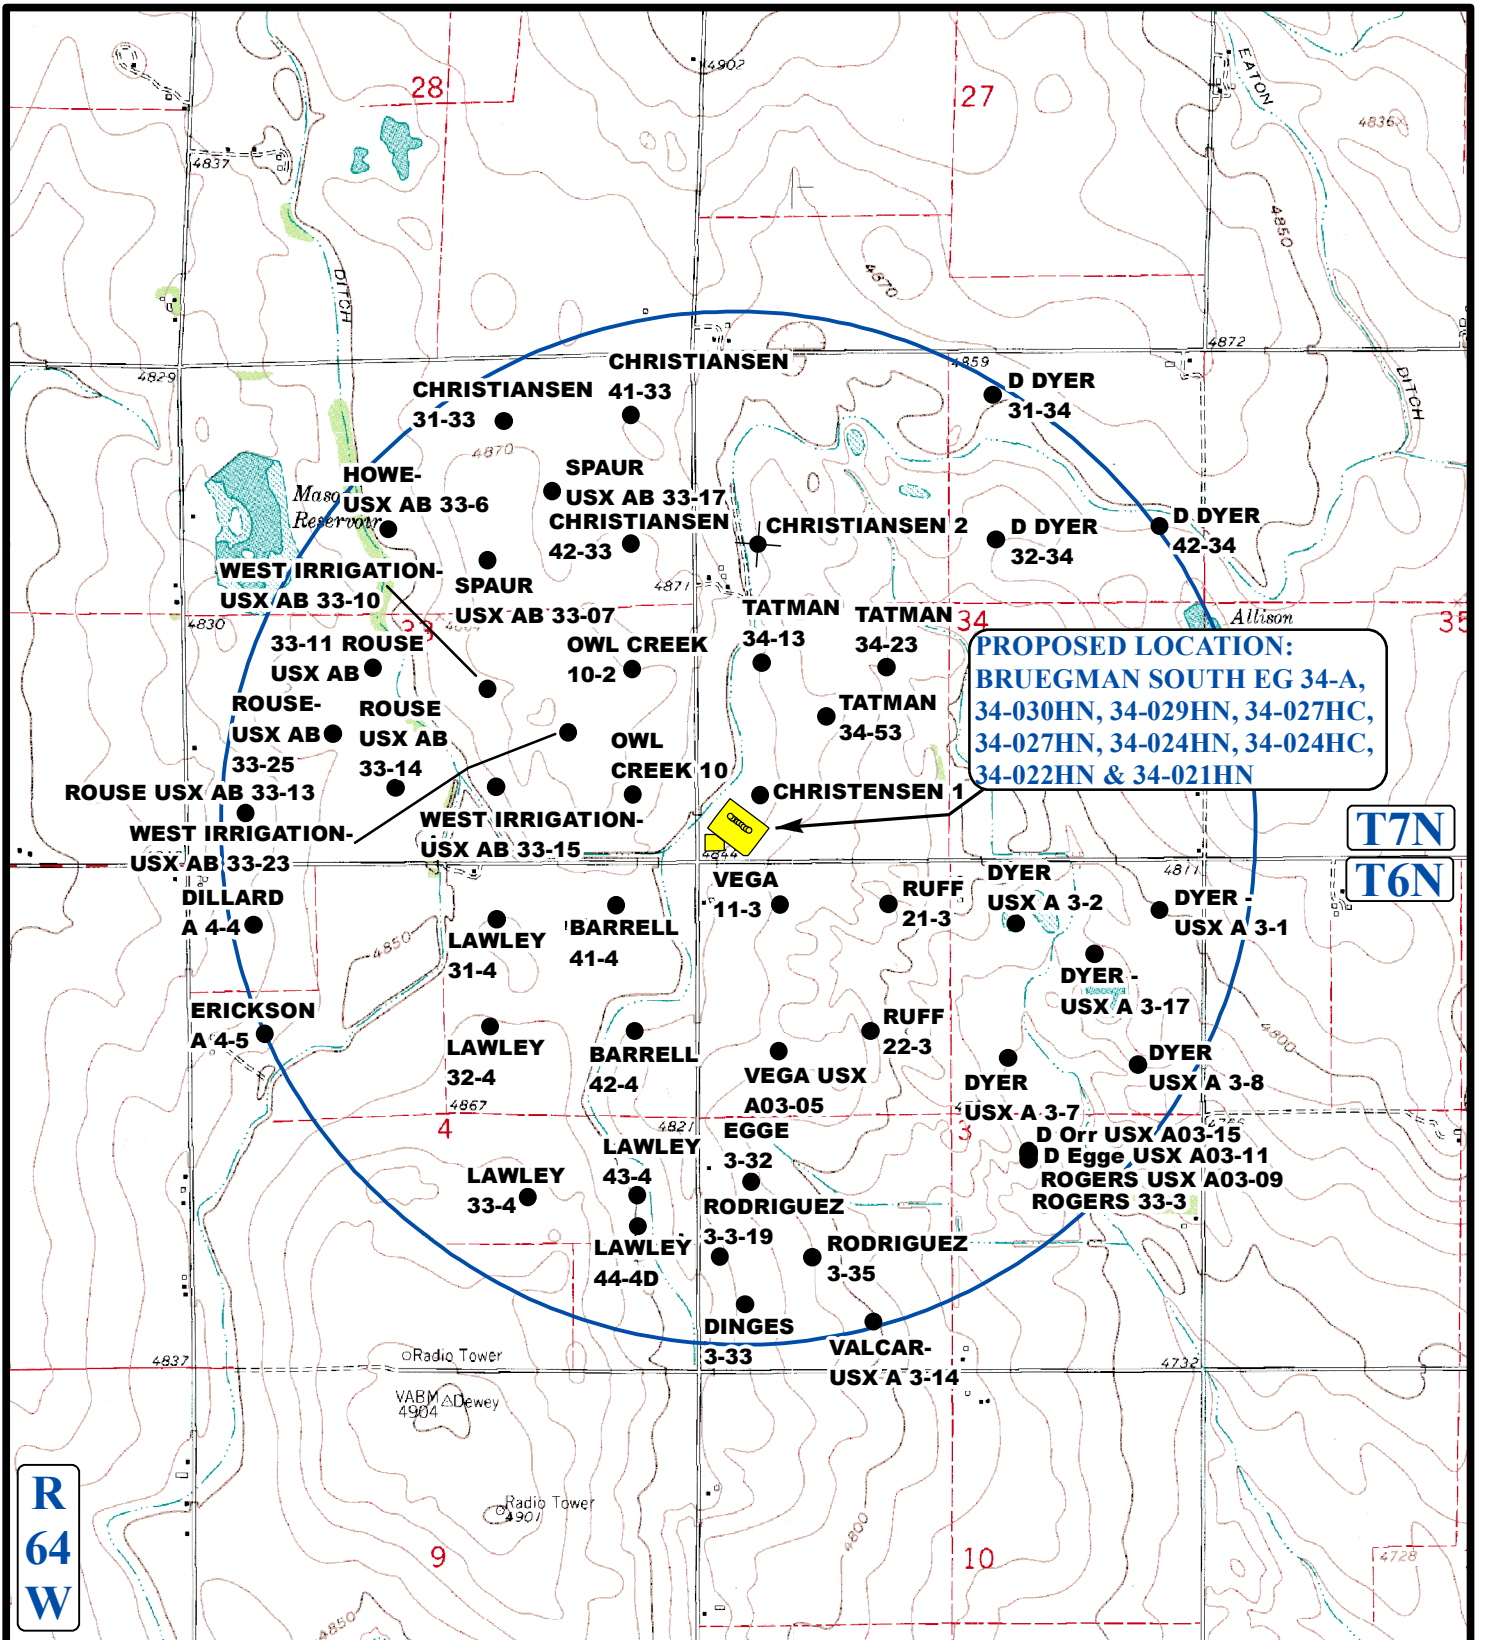 28
27
4902
EATON
4836
4837
4850
4870
DITCH
4872
4859
4829
DITCH
CHRISTIANSEN
41-33
CHRISTIANSEN
31-33
D DYER
31-34
4870
HOWE-
USX AB 33-6
Reservoir
SPAUR
USX AB 33-17
CHRISTIANSEN
42-33
CHRISTIANSEN 2
D DYER
32-34
D DYER
42-34
WEST IRRIGATION-
USX AB 33-10
SPAUR
USX AB 33-07
4871
4830
33
TATMAN
34-13
TATMAN
34-23
34
Allison
35
33-11 ROUSE
USX AB
OWL CREEK
10-2
PROPOSED LOCATION:
BRUEGMAN SOUTH EG 34-A,
34-030HN, 34-029HN, 34-027HC,
34-027HN, 34-024HN, 34-024HC,
34-022HN & 34-021HN
ROUSE-
USX AB
33-25
ROUSE
USX AB
33-14
TATMAN
34-53
OWL
CREEK 10
CHRISTENSEN 1
ROUSE USX AB 33-13
WEST IRRIGATION-
USX AB 33-23
WEST IRRIGATION-
USX AB 33-15
T7N
T6N
4844
4811
DILLARD
A 4-4
VEGA
11-3
RUFF
21-3
DYER
USX A 3-2
DYER -
USX A 3-1
4850
LAWLEY
31-4
BARRELL
41-4
DYER -
USX A 3-17
ERICKSON
A 4-5
LAWLEY
32-4
BARRELL
42-4
RUFF
22-3
VEGA USX
A03-05
DYER
USX A 3-7
DYER
USX A 3-8
4800
4867
4821
4
3
EGGE
3-32
D Orr USX A03-15
D Egge USX A03-11
ROGERS USX A03-09
ROGERS 33-3
LAWLEY
43-4
LAWLEY
33-4
RODRIGUEZ
3-3-19
LAWLEY
44-4D
RODRIGUEZ
3-35
DINGES
3-33
VALCAR-
USX A 3-14
4837
4732
Radio Tower
VABM Dewey
4904
Radio Tower
4901
4800
R
64
W
9
10
4728
4850